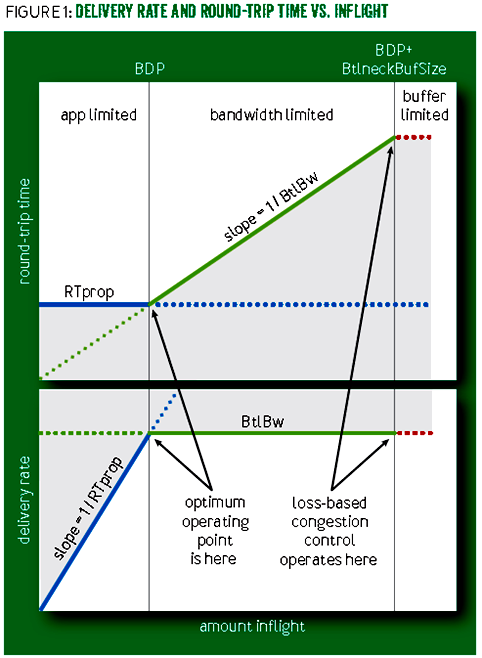 FIGURE 1: DELIVERY RATE AND ROUND-TRIP TIME VS. INFLIGHT
BDP
BDP+
BtlneckBufSize
app limited
bandwidth limited
buffer
limited
round-trip time
slope = 1 / BtlBw
RTprop
BtlBw
delivery rate
slope = 1 / RTprop
optimum
operating
point
is here
loss-based
congestion
control
operates here
amount inflight